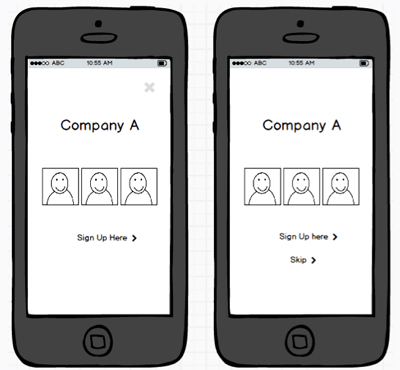 ABC 10:55 AM
Company A
Sign Up Here
ABC 10:55 AM
Company A
Sign Up here
Skip